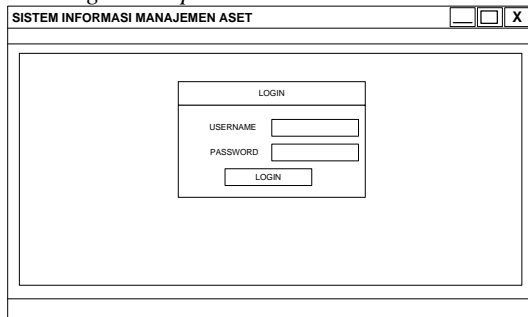 SISTEM INFORMASI MANAJEMEN ASET X
LOGIN
USERNAME
PASSWORD
LOGIN